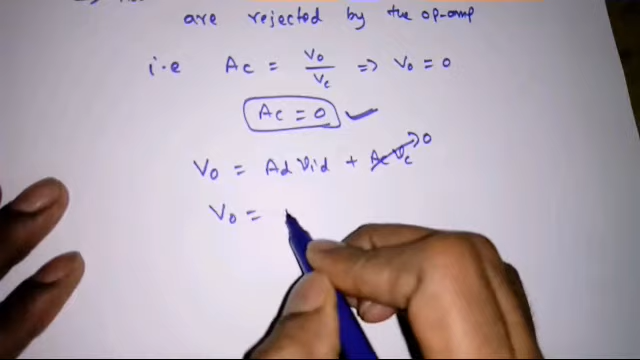 are rejected by the op-amp
i.e Ac = Vo/Vc => Vo = 0
Ac = 0 ✓
Vo = Ad Vid + Ac Vc → 0
Vo =